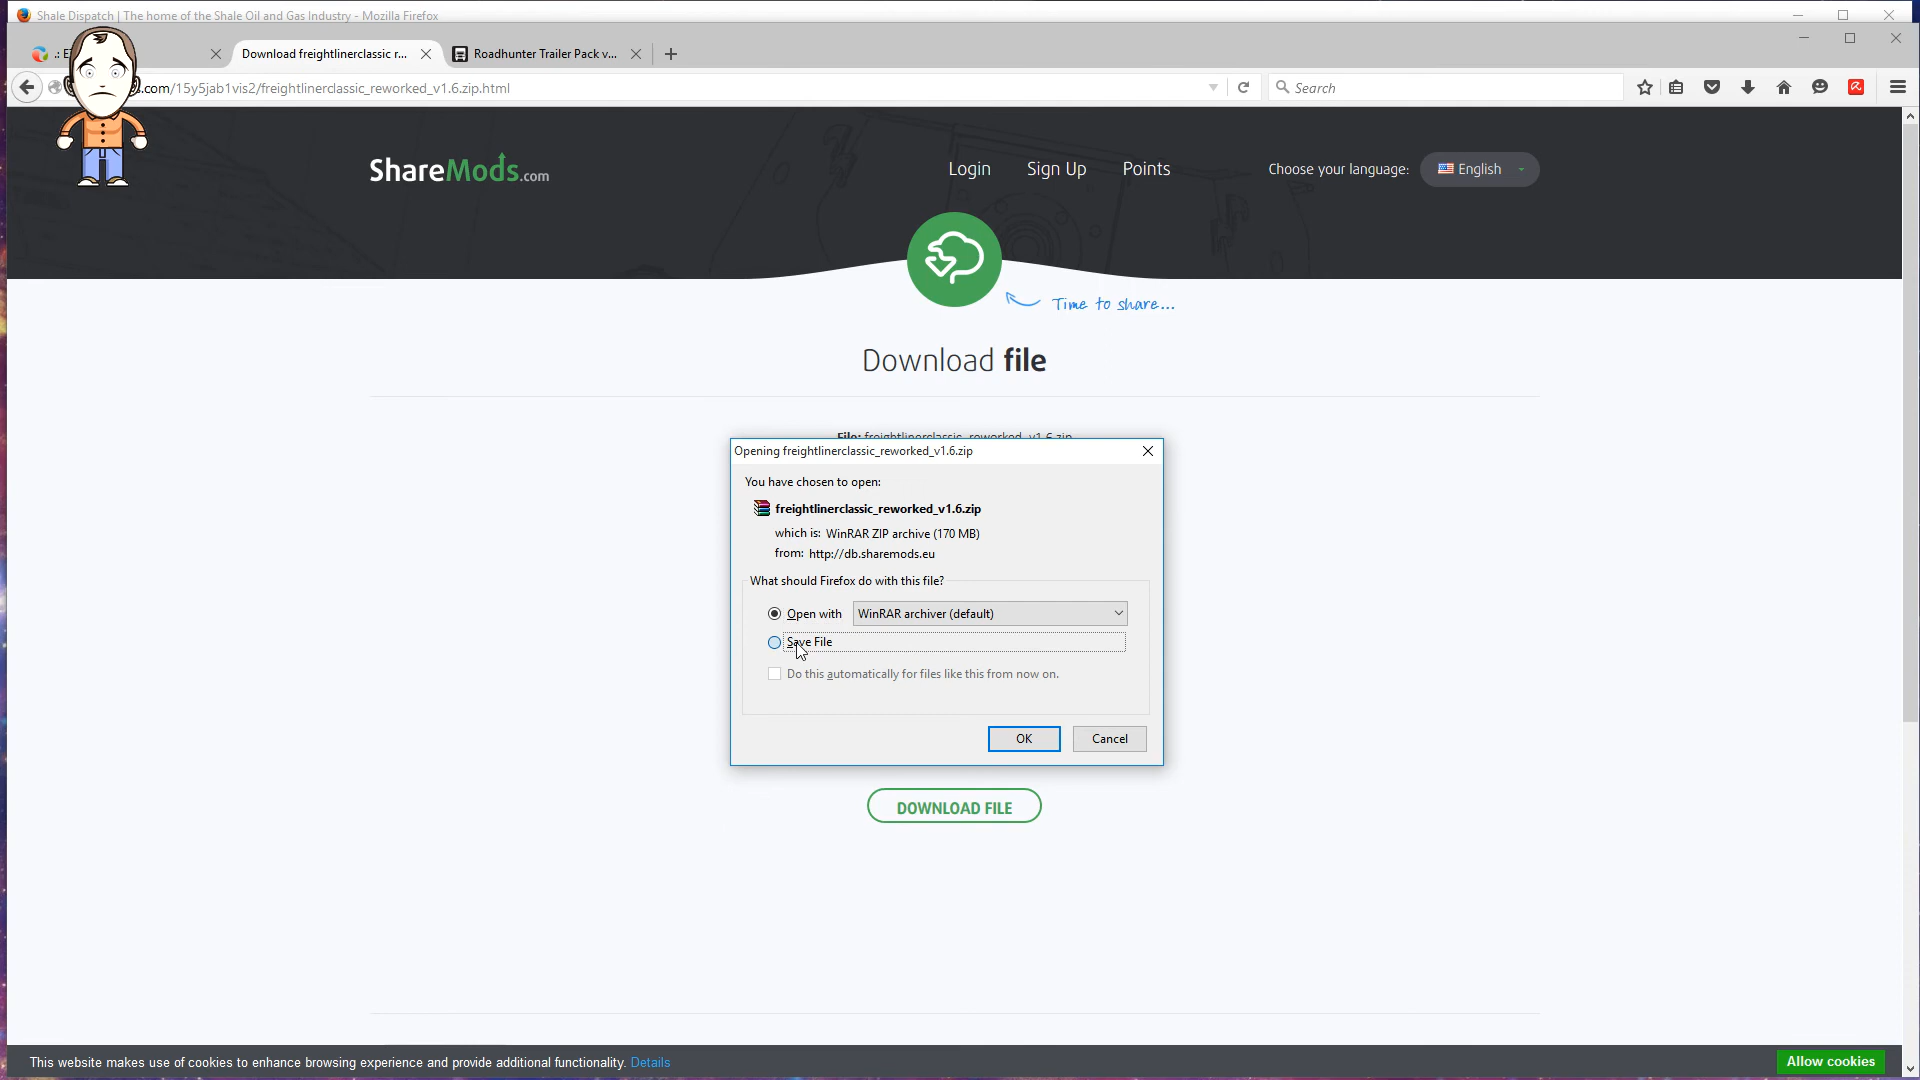 Shale Dispatch | The home of the Shale Oil and Gas Industry - Mozilla Firefox
Download freightlinerclassic r...
Roadhunter Trailer Pack v...
.com/15y5jab1vis2/freightlinerclassic_reworked_v1.6.zip.html
Search
ShareMods.com
Login
Sign Up
Points
Choose your language:
English
Time to share...
Download file
File: freightlinerclassic_reworked_v1.6.zip
Opening freightlinerclassic_reworked_v1.6.zip
You have chosen to open:
freightlinerclassic_reworked_v1.6.zip
which is: WinRAR ZIP archive (170 MB)
from: http://db.sharemods.eu
What should Firefox do with this file?
Open with
WinRAR archiver (default)
Save File
Do this automatically for files like this from now on.
OK
Cancel
DOWNLOAD FILE
This website makes use of cookies to enhance browsing experience and provide additional functionality. Details
Allow cookies